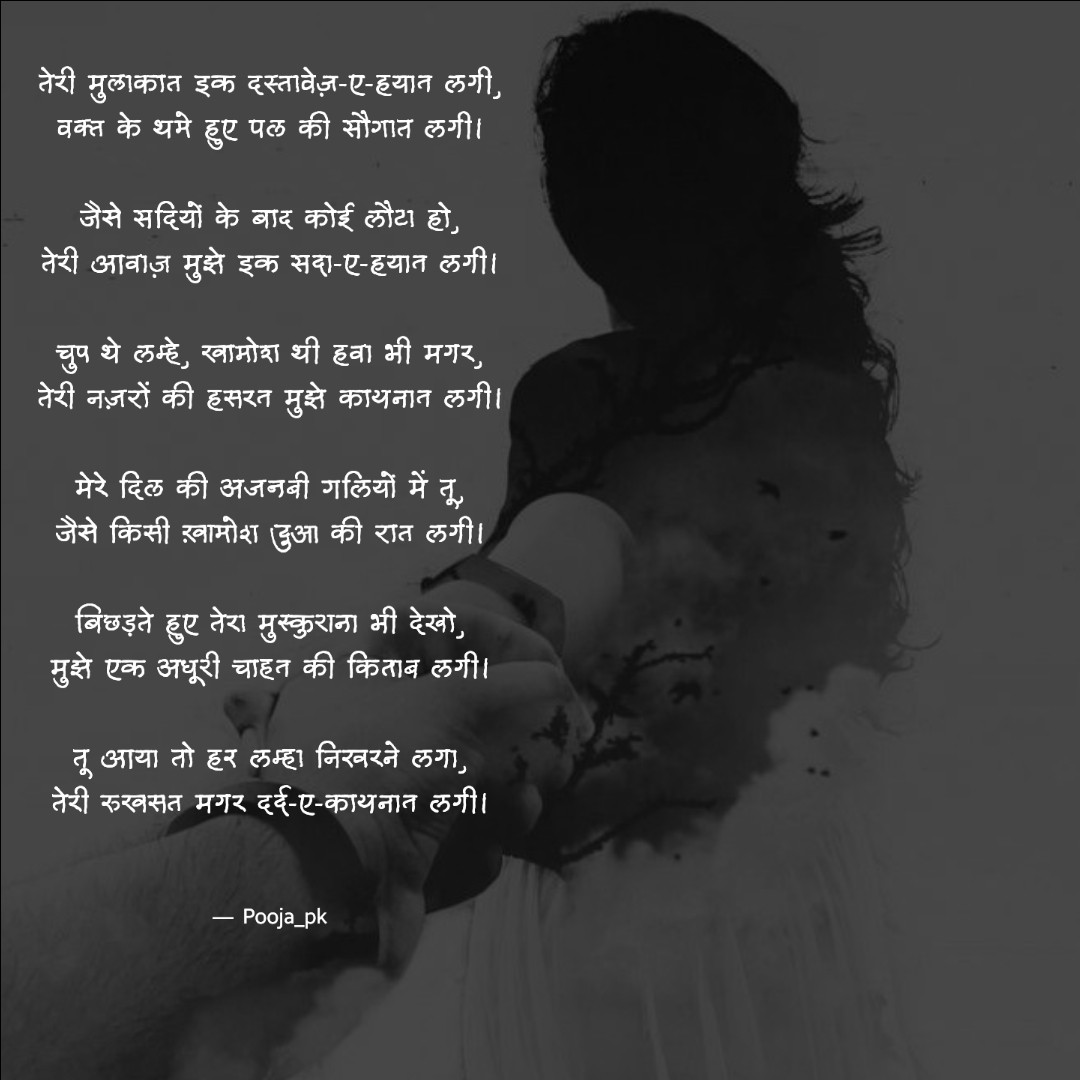 तेरी मुलाकात इक दस्तावेज़-ए-हयात लगी,
वक्त के थमे हुए पल की सौगात लगी।
जैसे सदियों के बाद कोई लौटा हो,
तेरी आवाज़ मुझे इक सदा-ए-हयात लगी।
चुप थे लम्हे, खामोश थी हवा भी मगर,
तेरी नज़रों की हसरत मुझे कायनात लगी।
मेरे दिल की अजनबी गलियों में तू,
जैसे किसी ख़ामोश दुआ की रात लगी।
बिछड़ते हुए तेरा मुस्कुराना भी देखो,
मुझे एक अधूरी चाहत की किताब लगी।
तू आया तो हर लम्हा निखरने लगा,
तेरी रुखसत मगर दर्द-ए-कायनात लगी।
— Pooja_pk